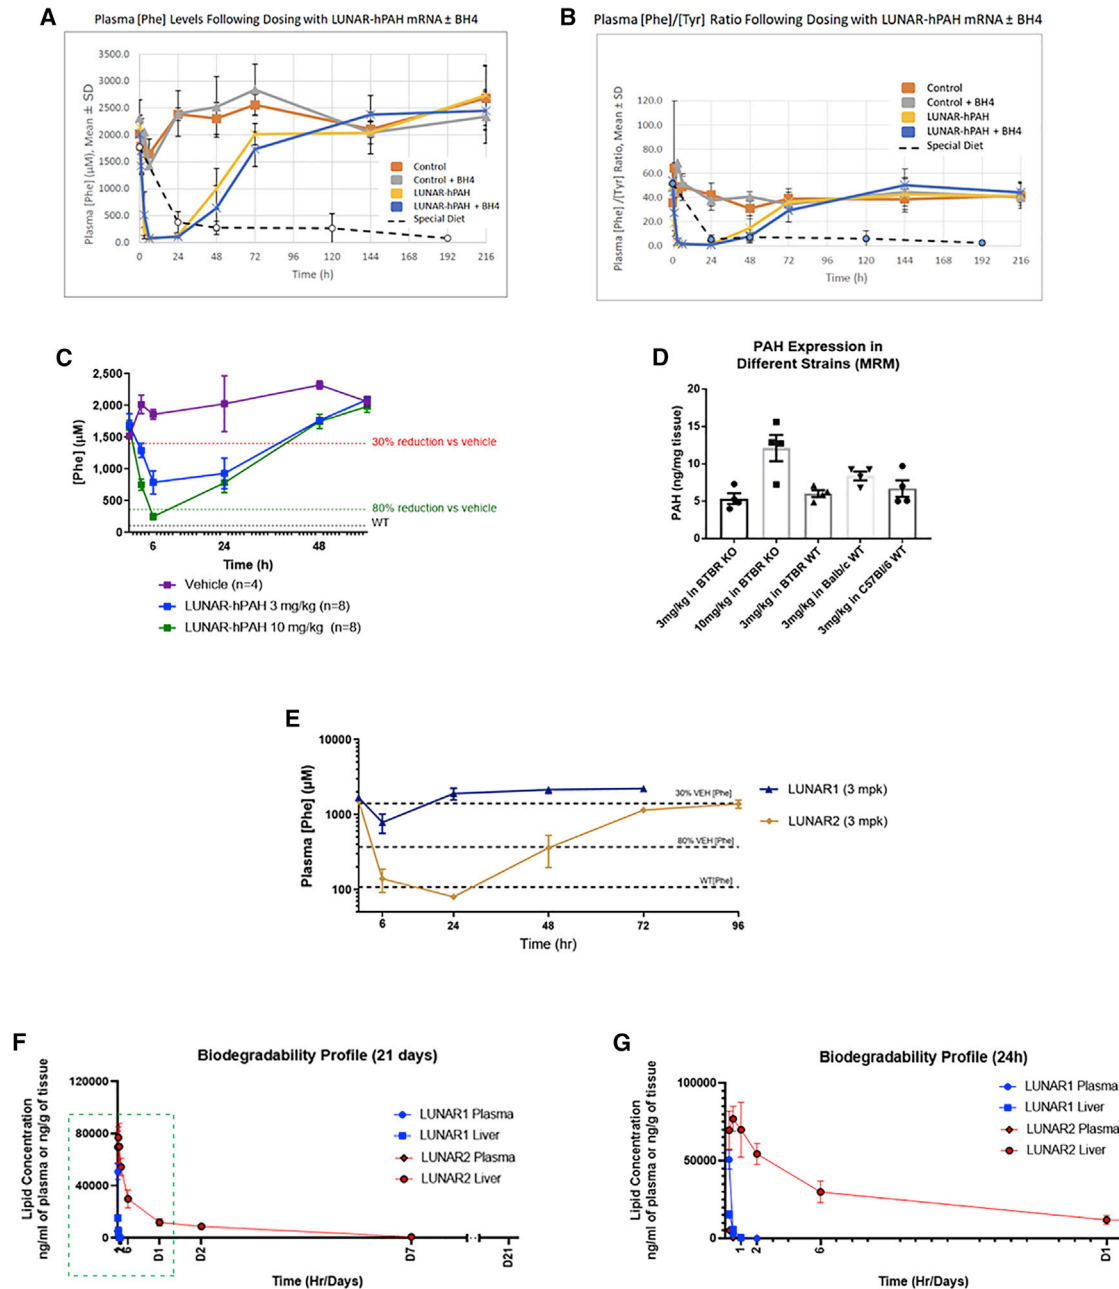 A
Plasma [Phe] Levels Following Dosing with LUNAR-hPAH mRNA ± BH4
Plasma [Phe] (µM), Mean ± SD
3500.0
3000.0
2500.0
2000.0
1500.0
1000.0
500.0
0.0
0 24 48 72 96 120 144 168 192 216
Time (h)
Control
Control + BH4
LUNAR-hPAH
LUNAR-hPAH + BH4
Special Diet
B
Plasma [Phe]/[Tyr] Ratio Following Dosing with LUNAR-hPAH mRNA ± BH4
Plasma [Phe] /[Tyr] Ratio, Mean ± SD
120.0
100.0
80.0
60.0
40.0
20.0
0.0
0 24 48 72 96 120 144 168 192 216
Time (h)
Control
Control + BH4
LUNAR-hPAH
LUNAR-hPAH + BH4
Special Diet
C
[Phe] (µM)
2,500
2,000
1,500
1,000
500
0
30% reduction vs vehicle
80% reduction vs vehicle
WT
6 24 48
Time (h)
Vehicle (n=4)
LUNAR-hPAH 3 mg/kg (n=8)
LUNAR-hPAH 10 mg/kg (n=8)
D
PAH Expression in
Different Strains (MRM)
PAH (ng/mg tissue)
20
15
10
5
0
3mg/kg in BTBR KO
10mg/kg in BTBR KO
3mg/kg in BTBR WT
3mg/kg in Balb/c WT
3mg/kg in C57Bl/6 WT
E
Plasma [Phe] (µM)
10000
1000
100
30% VEH [Phe]
80% VEH [Phe]
WT[Phe]
6 24 48 72 96
Time (hr)
LUNAR1 (3 mpk)
LUNAR2 (3 mpk)
F
Biodegradability Profile (21 days)
Lipid Concentration
ng/ml of plasma or ng/g of tissue
120000
80000
40000
0
1 2 6 D1 D2 D7 D21
Time (Hr/Days)
LUNAR1 Plasma
LUNAR1 Liver
LUNAR2 Plasma
LUNAR2 Liver
G
Biodegradability Profile (24h)
Lipid Concentration
ng/ml of plasma or ng/g of tissue
100000
50000
0
1 2 6 D1
Time (Hr/Days)
LUNAR1 Plasma
LUNAR1 Liver
LUNAR2 Plasma
LUNAR2 Liver